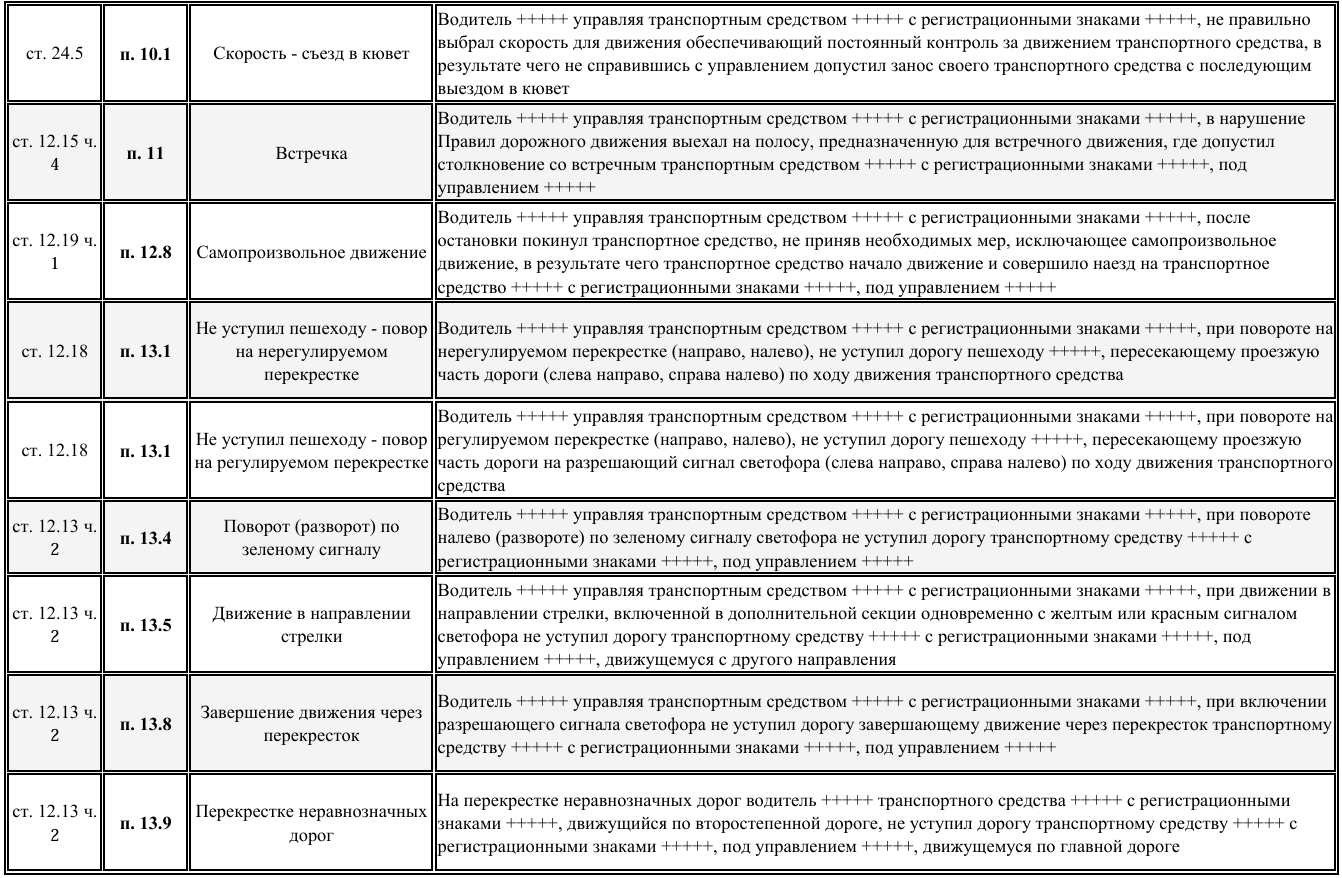 ст. 24.5
п. 10.1
Скорость - съезд в кювет
Водитель +++++ управляя транспортным средством +++++ с регистрационными знаками +++++, не правильно
выбрал скорость для движения обеспечивающий постоянный контроль за движением транспортного средства, в
результате чего не справившись с управлением допустил занос своего транспортного средства с последующим
выездом в кювет
ст. 12.15 ч.
4
п. 11
Встречка
Водитель +++++ управляя транспортным средством +++++ с регистрационными знаками +++++, в нарушение
Правил дорожного движения выехал на полосу, предназначенную для встречного движения, где допустил
столкновение со встречным транспортным средством +++++ с регистрационными знаками +++++, под
управлением +++++
ст. 12.19 ч.
1
п. 12.8
Самопроизвольное движение
Водитель +++++ управляя транспортным средством +++++ с регистрационными знаками +++++, после
остановки покинул транспортное средство, не приняв необходимых мер, исключающее самопроизвольное
движение, в результате чего транспортное средство начало движение и совершило наезд на транспортное
средство +++++ с регистрационными знаками +++++, под управлением +++++
ст. 12.18
п. 13.1
Не уступил пешеходу - повор
на нерегулируемом
перекрестке
Водитель +++++ управляя транспортным средством +++++ с регистрационными знаками +++++, при повороте на
нерегулируемом перекрестке (направо, налево), не уступил дорогу пешеходу +++++, пересекающему проезжую
часть дороги (слева направо, справа налево) по ходу движения транспортного средства
ст. 12.18
п. 13.1
Не уступил пешеходу - повор
на регулируемом перекрестке
Водитель +++++ управляя транспортным средством +++++ с регистрационными знаками +++++, при повороте на
регулируемом перекрестке (направо, налево), не уступил дорогу пешеходу +++++, пересекающему проезжую
часть дороги на разрешающий сигнал светофора (слева направо, справа налево) по ходу движения транспортного
средства
ст. 12.13 ч.
2
п. 13.4
Поворот (разворот) по
зеленому сигналу
Водитель +++++ управляя транспортным средством +++++ с регистрационными знаками +++++, при повороте
налево (развороте) по зеленому сигналу светофора не уступил дорогу транспортному средству +++++ с
регистрационными знаками +++++, под управлением +++++
ст. 12.13 ч.
2
п. 13.5
Движение в направлении
стрелки
Водитель +++++ управляя транспортным средством +++++ с регистрационными знаками +++++, при движении в
направлении стрелки, включенной в дополнительной секции одновременно с желтым или красным сигналом
светофора не уступил дорогу транспортному средству +++++ с регистрационными знаками +++++, под
управлением +++++, движущемуся с другого направления
ст. 12.13 ч.
2
п. 13.8
Завершение движения через
перекресток
Водитель +++++ управляя транспортным средством +++++ с регистрационными знаками +++++, при включении
разрешающего сигнала светофора не уступил дорогу завершающему движение через перекресток транспортному
средству +++++ с регистрационными знаками +++++, под управлением +++++
ст. 12.13 ч.
2
п. 13.9
Перекрестке неравнозначных
дорог
На перекрестке неравнозначных дорог водитель +++++ транспортного средства +++++ с регистрационными
знаками +++++, движущийся по второстепенной дороге, не уступил дорогу транспортному средству +++++ с
регистрационными знаками +++++, под управлением +++++, движущемуся по главной дороге